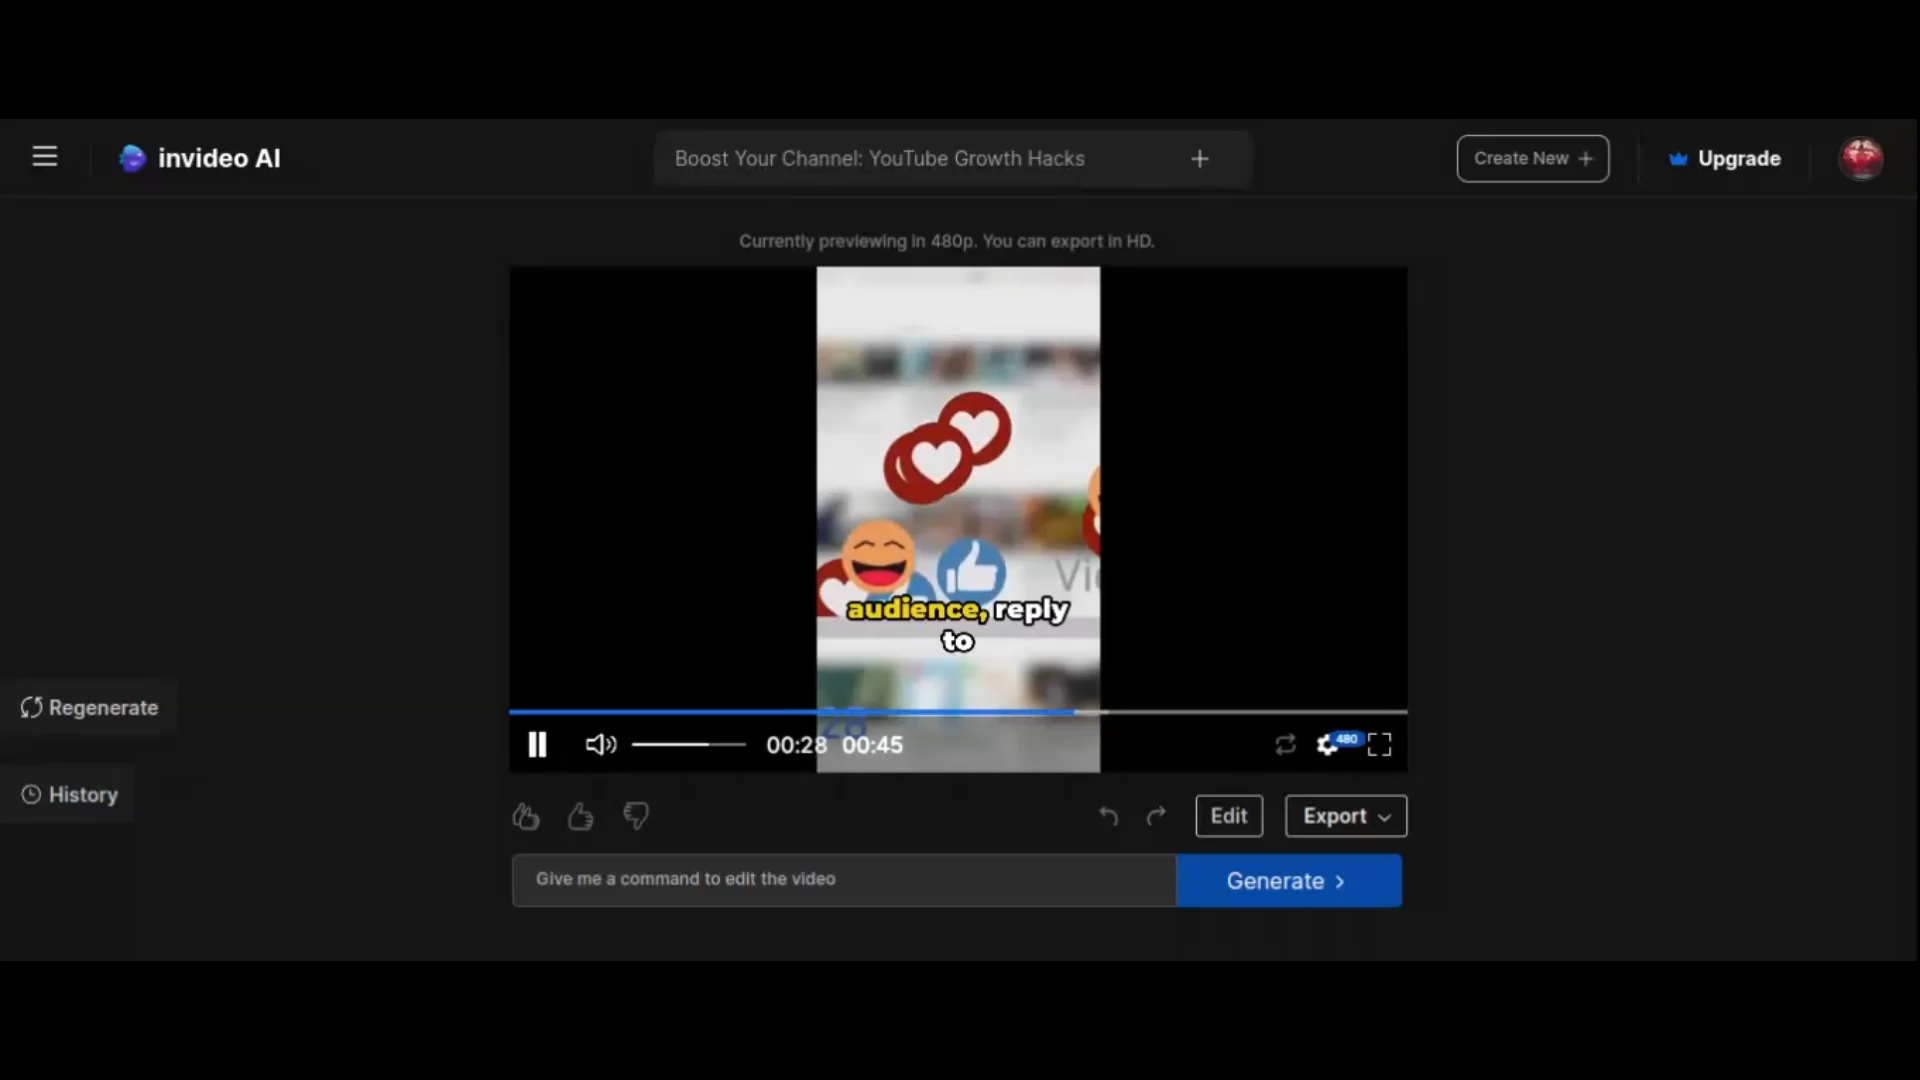 invideo AI
Boost Your Channel: YouTube Growth Hacks
Create New
Upgrade
Currently previewing in 480p. You can export in HD.
Vi
audience, reply
to
28
00:28 00:45
480
Regenerate
History
Edit
Export
Give me a command to edit the video
Generate